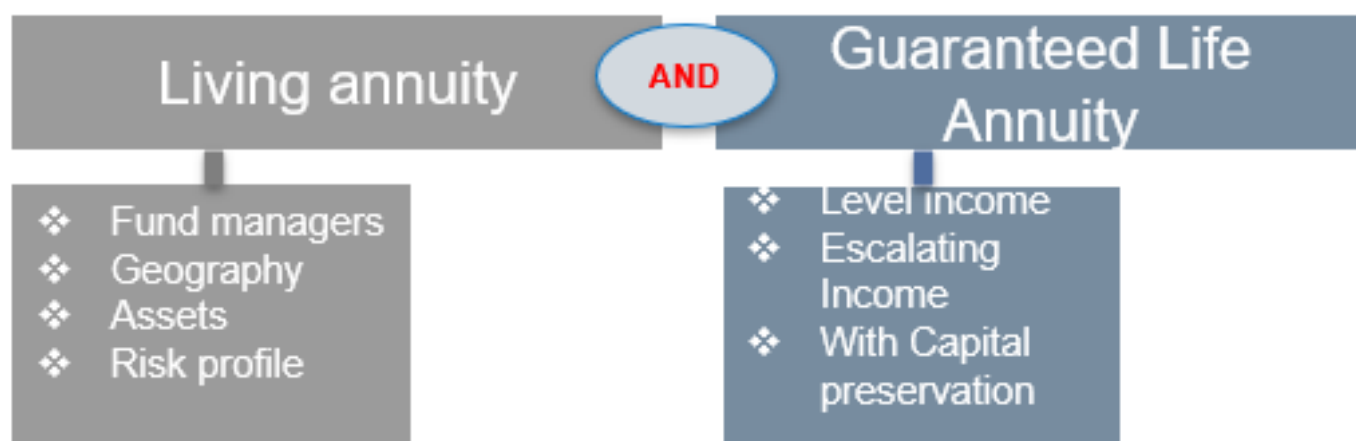 Living annuity
AND
Guaranteed Life
Annuity
❖ Fund managers
❖ Geography
❖ Assets
❖ Risk profile
❖ Level income
❖ Escalating
Income
❖ With Capital
preservation